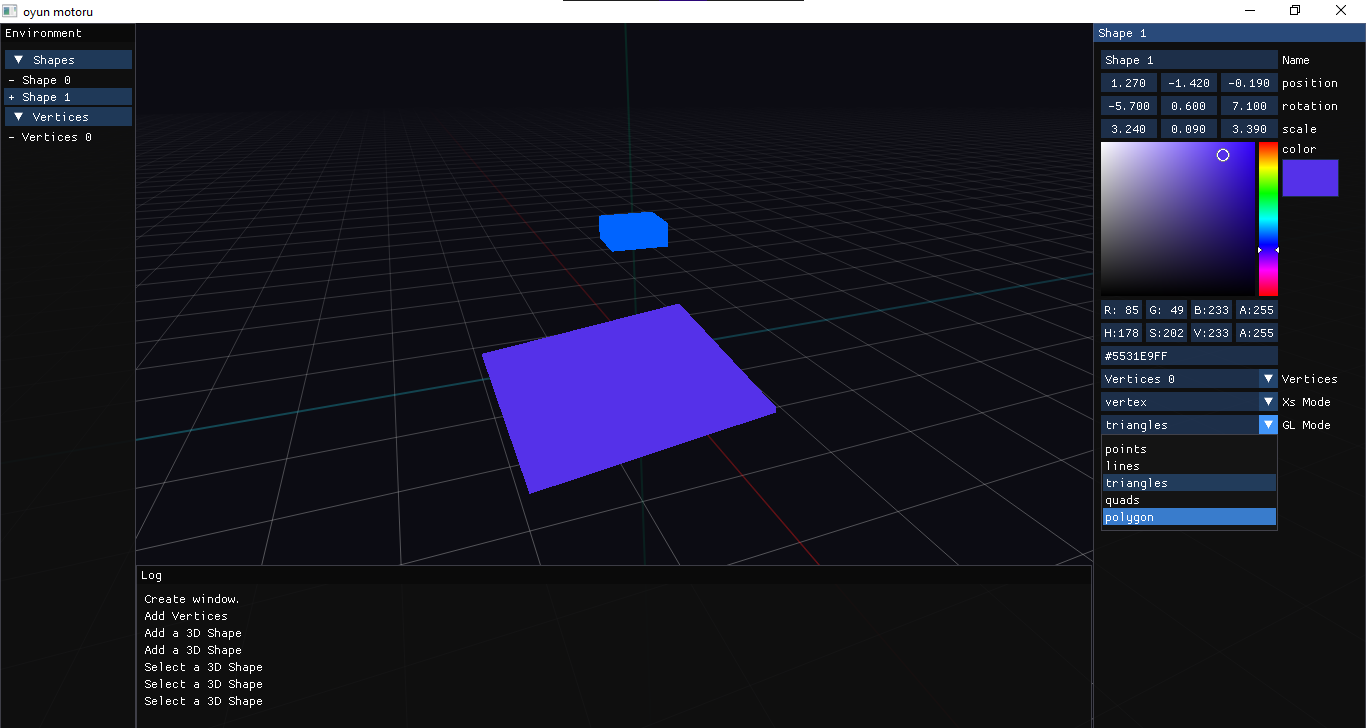 oyun motoru
Environment
Shapes
- Shape 0
+ Shape 1
Vertices
- Vertices 0
Shape 1
Shape 1 Name
1.270 -1.420 -0.190 position
-5.700 0.600 7.100 rotation
3.240 0.090 3.390 scale
color
R: 85 G: 49 B:233 A:255
H:178 S:202 V:233 A:255
#5531E9FF
Vertices 0 Vertices
vertex Xs Mode
triangles GL Mode
points
lines
triangles
quads
polygon
Log
Create window.
Add Vertices
Add a 3D Shape
Add a 3D Shape
Select a 3D Shape
Select a 3D Shape
Select a 3D Shape